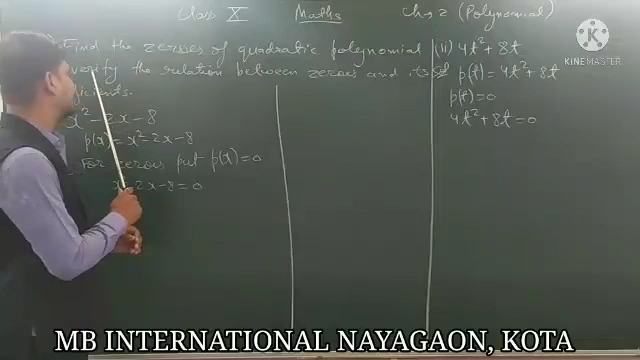 Class X Maths Ch-2 (Polynomial)
Find the zeroes of quadratic polynomial
verify the relation between zeroes and its
x² - 2x - 8
p(x) = x² - 2x - 8
For zeroes put p(x) = 0
x² - 2x - 8 = 0
(ii) 4t² + 8t
p(t) = 4t² + 8t
p(t) = 0
4t² + 8t = 0
KINEMASTER
MB INTERNATIONAL NAYAGAON, KOTA